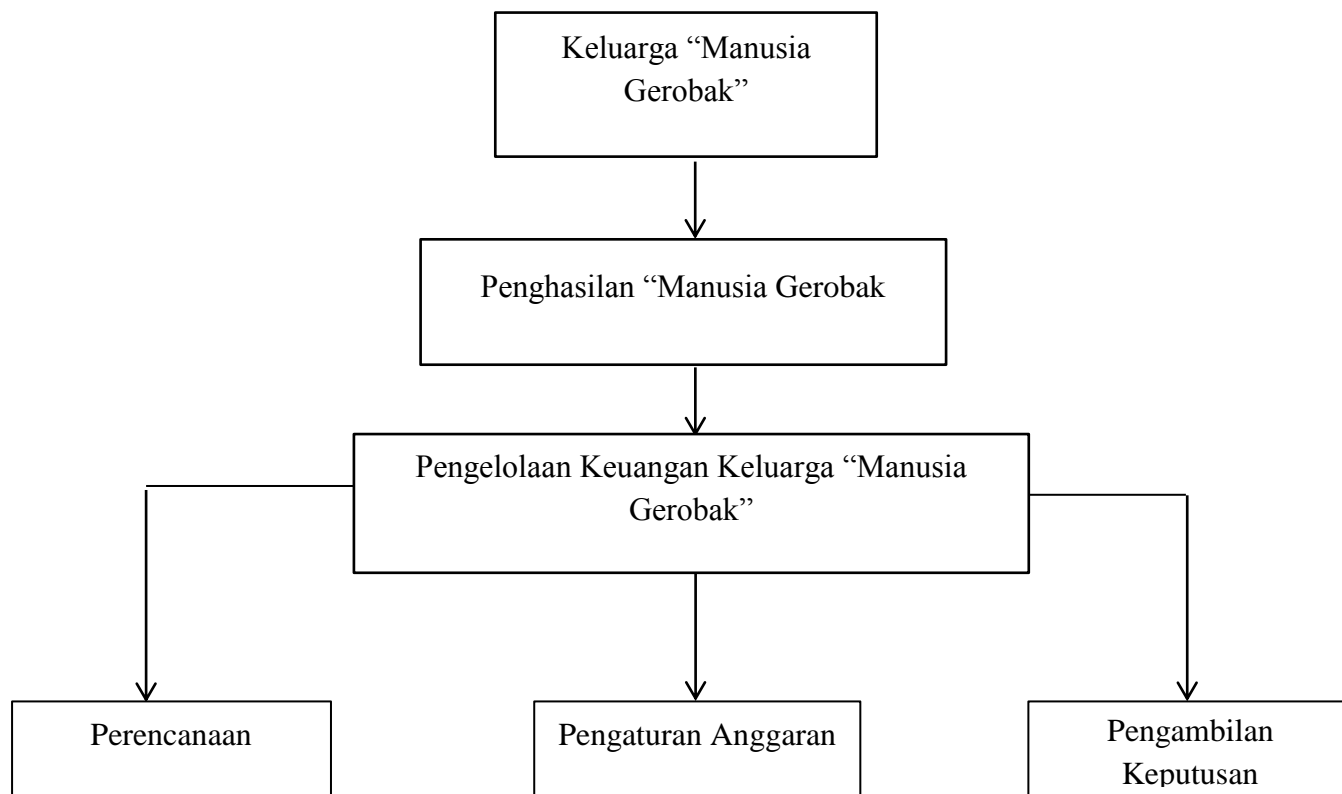 Keluarga “Manusia
Gerobak”
Penghasilan “Manusia Gerobak
Pengelolaan Keuangan Keluarga “Manusia
Gerobak”
Perencanaan
Pengaturan Anggaran
Pengambilan
Keputusan